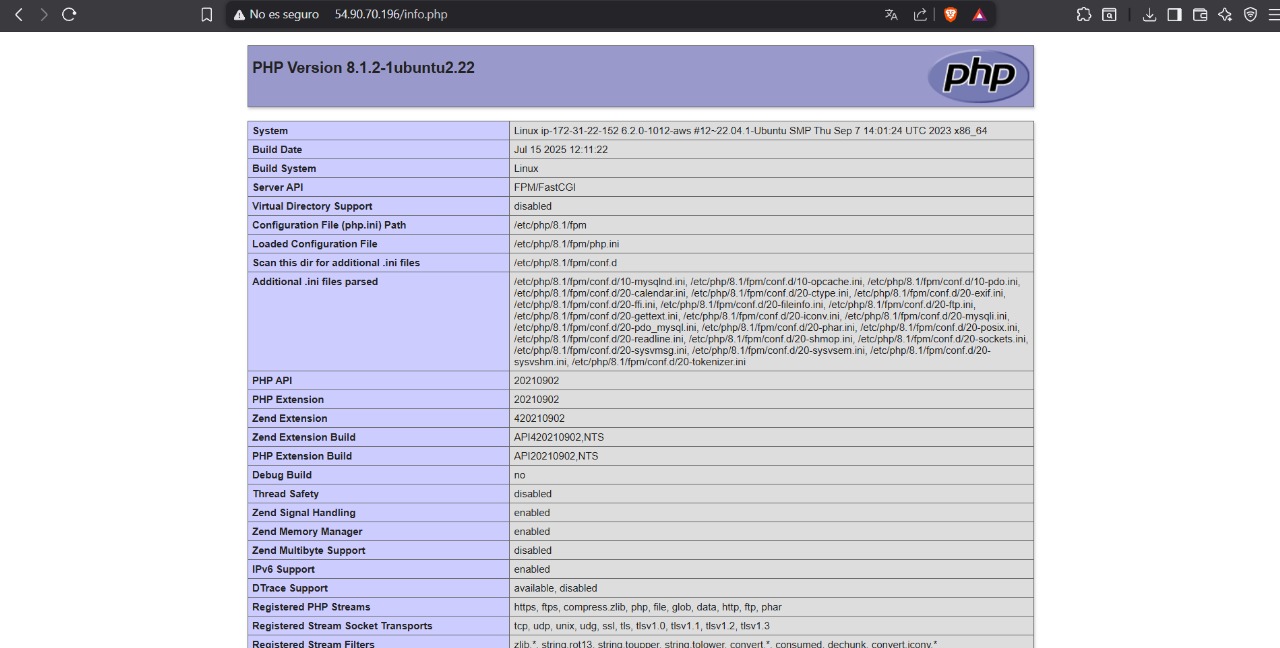 No es seguro 54.90.70.196/info.php
PHP Version 8.1.2-1ubuntu2.22
php
System Linux ip-172-31-22-152 6.2.0-1012-aws #12~22.04.1-Ubuntu SMP Thu Sep 7 14:01:24 UTC 2023 x86_64
Build Date Jul 15 2025 12:11:22
Build System Linux
Server API FPM/FastCGI
Virtual Directory Support disabled
Configuration File (php.ini) Path /etc/php/8.1/fpm
Loaded Configuration File /etc/php/8.1/fpm/php.ini
Scan this dir for additional .ini files /etc/php/8.1/fpm/conf.d
Additional .ini files parsed /etc/php/8.1/fpm/conf.d/10-mysqlnd.ini, /etc/php/8.1/fpm/conf.d/10-opcache.ini, /etc/php/8.1/fpm/conf.d/10-pdo.ini,
/etc/php/8.1/fpm/conf.d/20-calendar.ini, /etc/php/8.1/fpm/conf.d/20-ctype.ini, /etc/php/8.1/fpm/conf.d/20-exif.ini,
/etc/php/8.1/fpm/conf.d/20-ffi.ini, /etc/php/8.1/fpm/conf.d/20-fileinfo.ini, /etc/php/8.1/fpm/conf.d/20-ftp.ini,
/etc/php/8.1/fpm/conf.d/20-gettext.ini, /etc/php/8.1/fpm/conf.d/20-iconv.ini, /etc/php/8.1/fpm/conf.d/20-mysqli.ini,
/etc/php/8.1/fpm/conf.d/20-pdo_mysql.ini, /etc/php/8.1/fpm/conf.d/20-phar.ini, /etc/php/8.1/fpm/conf.d/20-posix.ini,
/etc/php/8.1/fpm/conf.d/20-readline.ini, /etc/php/8.1/fpm/conf.d/20-shmop.ini, /etc/php/8.1/fpm/conf.d/20-sockets.ini,
/etc/php/8.1/fpm/conf.d/20-sysvmsg.ini, /etc/php/8.1/fpm/conf.d/20-sysvsem.ini, /etc/php/8.1/fpm/conf.d/20-
sysvshm.ini, /etc/php/8.1/fpm/conf.d/20-tokenizer.ini
PHP API 20210902
PHP Extension 20210902
Zend Extension 420210902
Zend Extension Build API420210902,NTS
PHP Extension Build API20210902,NTS
Debug Build no
Thread Safety disabled
Zend Signal Handling enabled
Zend Memory Manager enabled
Zend Multibyte Support disabled
IPv6 Support enabled
DTrace Support available, disabled
Registered PHP Streams https, ftps, compress.zlib, php, file, glob, data, http, ftp, phar
Registered Stream Socket Transports tcp, udp, unix, udg, ssl, tls, tlsv1.0, tlsv1.1, tlsv1.2, tlsv1.3
Registered Stream Filters zlib.*, string.rot13, string.toupper, string.tolower, convert.*, consumed, dechunk, convert.iconv.*